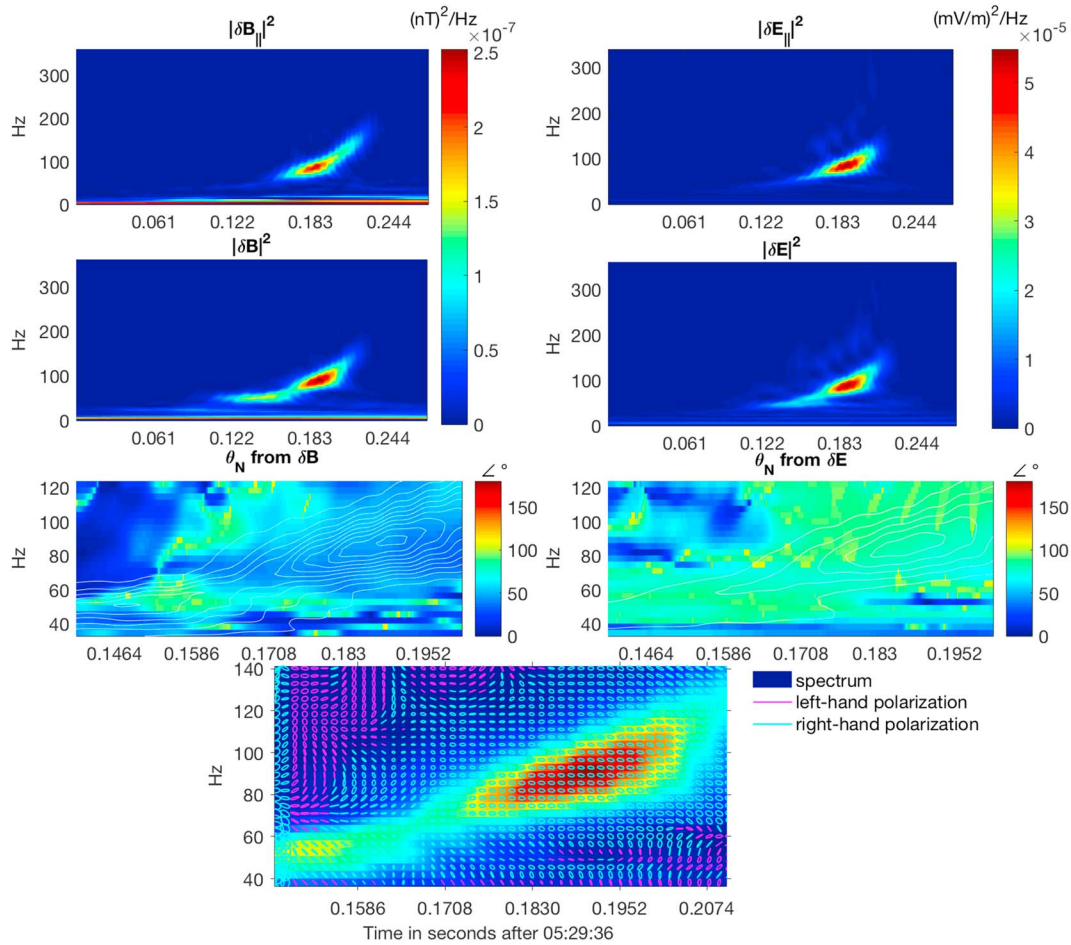 (nT)²/Hz
×10⁻⁷
|δB||​|²
Hz
300
200
100
0
0.061 0.122 0.183 0.244
2.5
2
1.5
1
0.5
0
(mV/m)²/Hz
×10⁻⁵
|δE||​|²
Hz
300
200
100
0
0.061 0.122 0.183 0.244
5
4
3
2
1
0
|δB|²
Hz
300
200
100
0
0.061 0.122 0.183 0.244
|δE|²
Hz
300
200
100
0
0.061 0.122 0.183 0.244
θN from δB
∠°
Hz
120
100
80
60
40
0.1464 0.1586 0.1708 0.183 0.1952
150
100
50
0
θN from δE
∠°
Hz
120
100
80
60
40
0.1464 0.1586 0.1708 0.183 0.1952
150
100
50
0
Hz
140
120
100
80
60
40
0.1586 0.1708 0.1830 0.1952 0.2074
Time in seconds after 05:29:36
spectrum
left-hand polarization
right-hand polarization